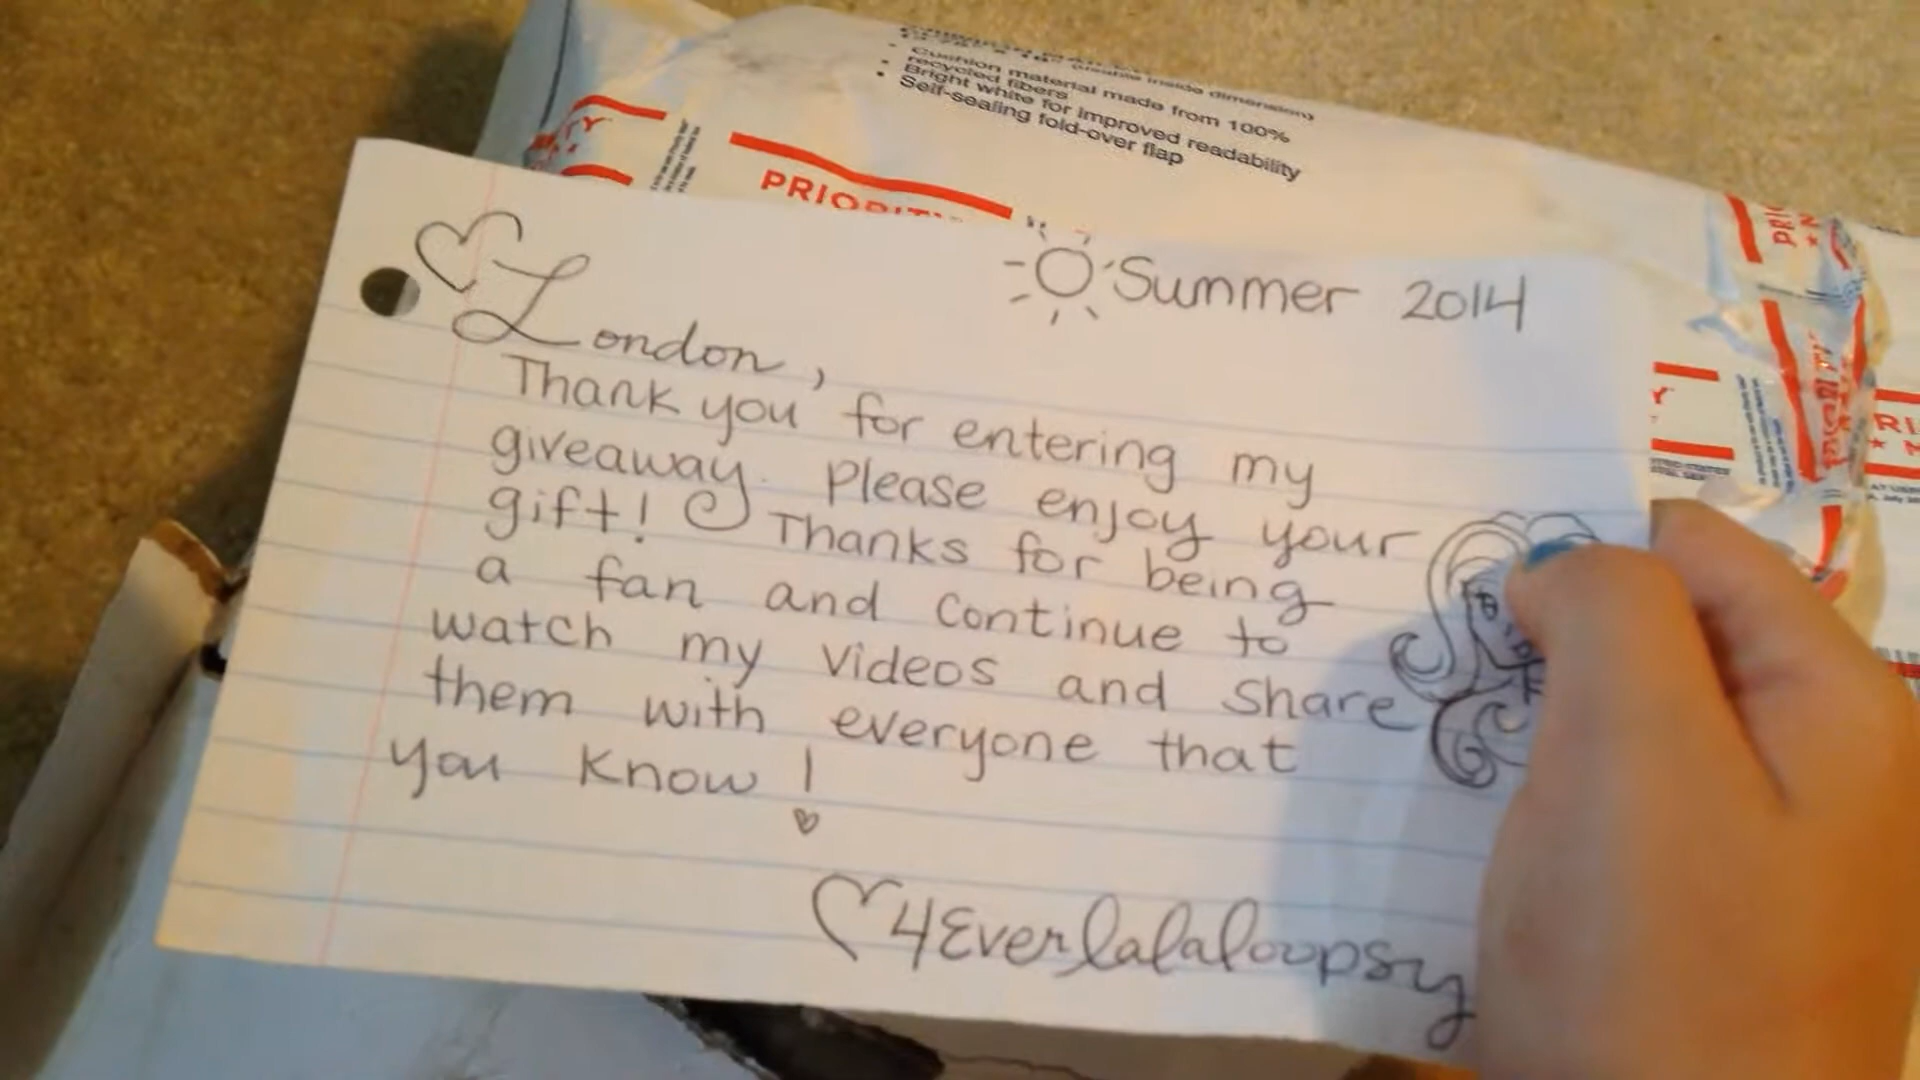 Cushion material made from 100%
recycled fibers
Bright white for improved readability
Self-sealing fold-over flap
PRIORITY
Summer 2014
London,
Thank you for entering my
giveaway. Please enjoy your
gift! Thanks for being
a fan and continue to
watch my videos and share
them with everyone that
you know!
4Everlalaloopsy